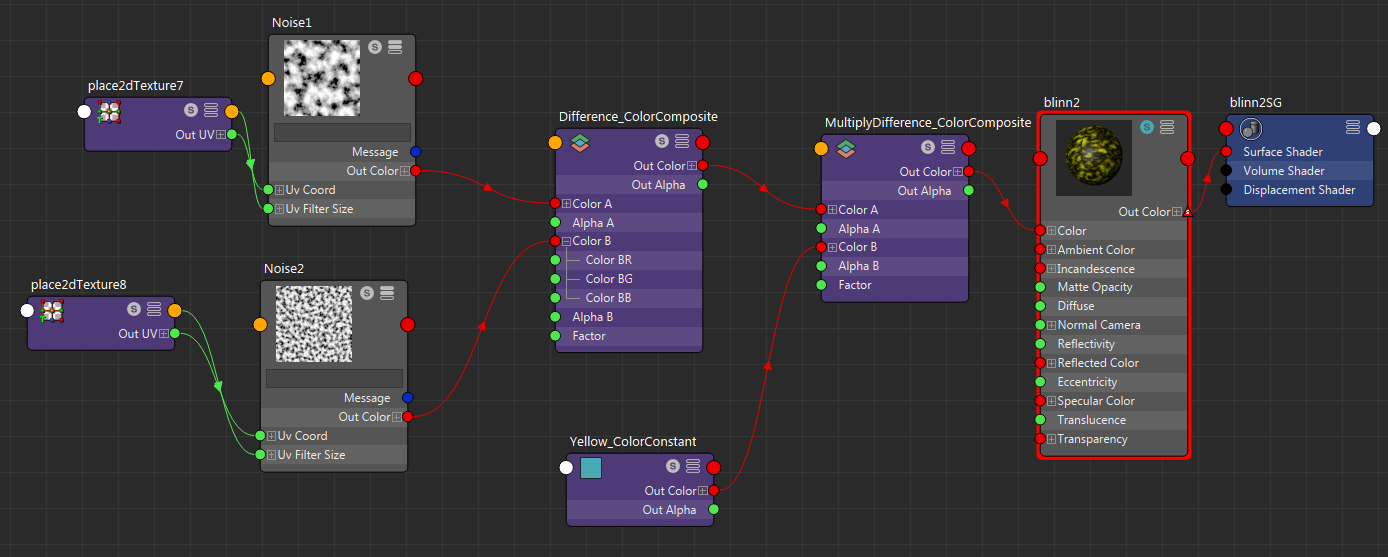 Noise1
place2dTexture7
Out UV
Message
Out Color
Uv Coord
Uv Filter Size
place2dTexture8
Out UV
Noise2
Message
Out Color
Uv Coord
Uv Filter Size
Difference_ColorComposite
Out Color
Out Alpha
Color A
Alpha A
Color B
Color BR
Color BG
Color BB
Alpha B
Factor
Yellow_ColorConstant
Out Color
Out Alpha
MultiplyDifference_ColorComposite
Out Color
Out Alpha
Color A
Alpha A
Color B
Alpha B
Factor
blinn2
Out Color
Color
Ambient Color
Incandescence
Matte Opacity
Diffuse
Normal Camera
Reflectivity
Reflected Color
Eccentricity
Specular Color
Translucence
Transparency
blinn2SG
Surface Shader
Volume Shader
Displacement Shader